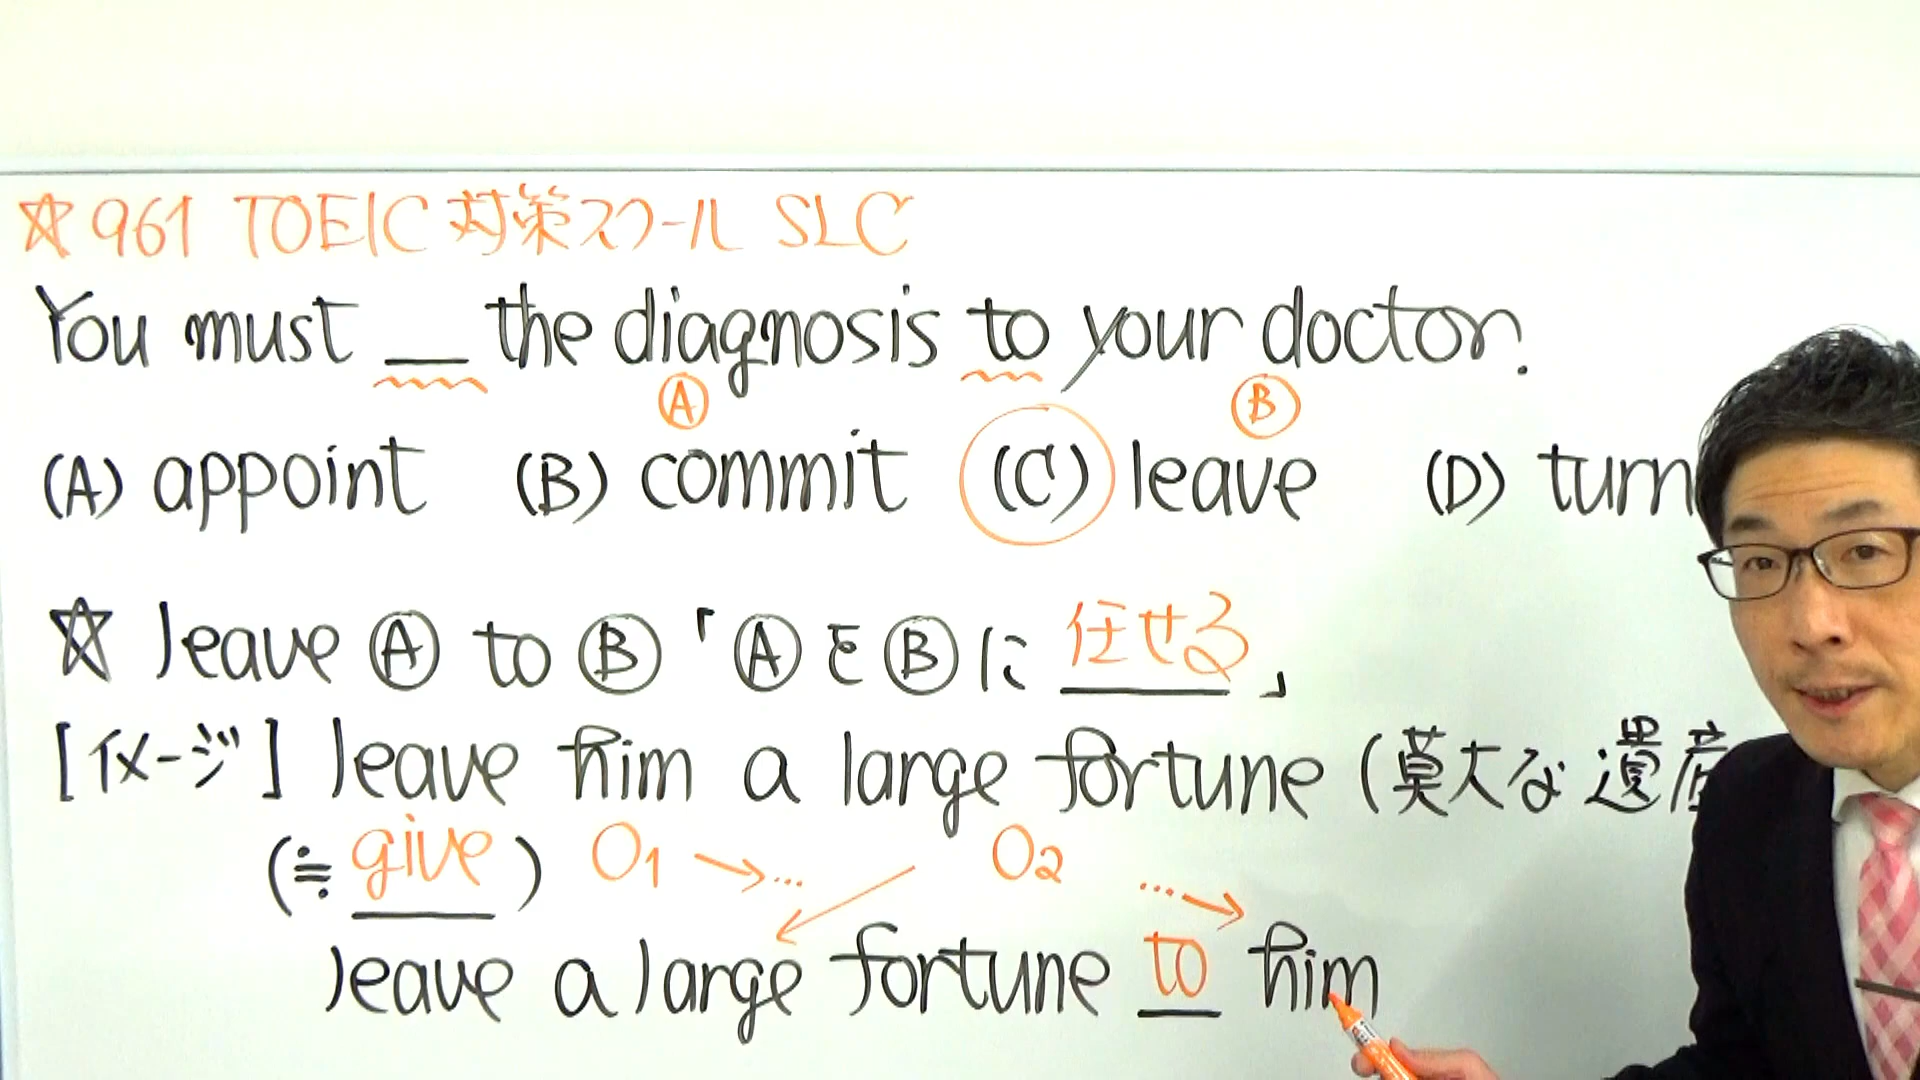 ☆961 TOEIC対策スクール SLC
You must __ the diagnosis to your doctor.
Ⓐ Ⓑ
(A) appoint (B) commit (C) leave (D) turn
☆ leave Ⓐ to Ⓑ 「ⒶをⒷに任せる」
[イメージ] leave him a large fortune (莫大な遺産
(≒ give) O1 →… O2 …→
leave a large fortune to him